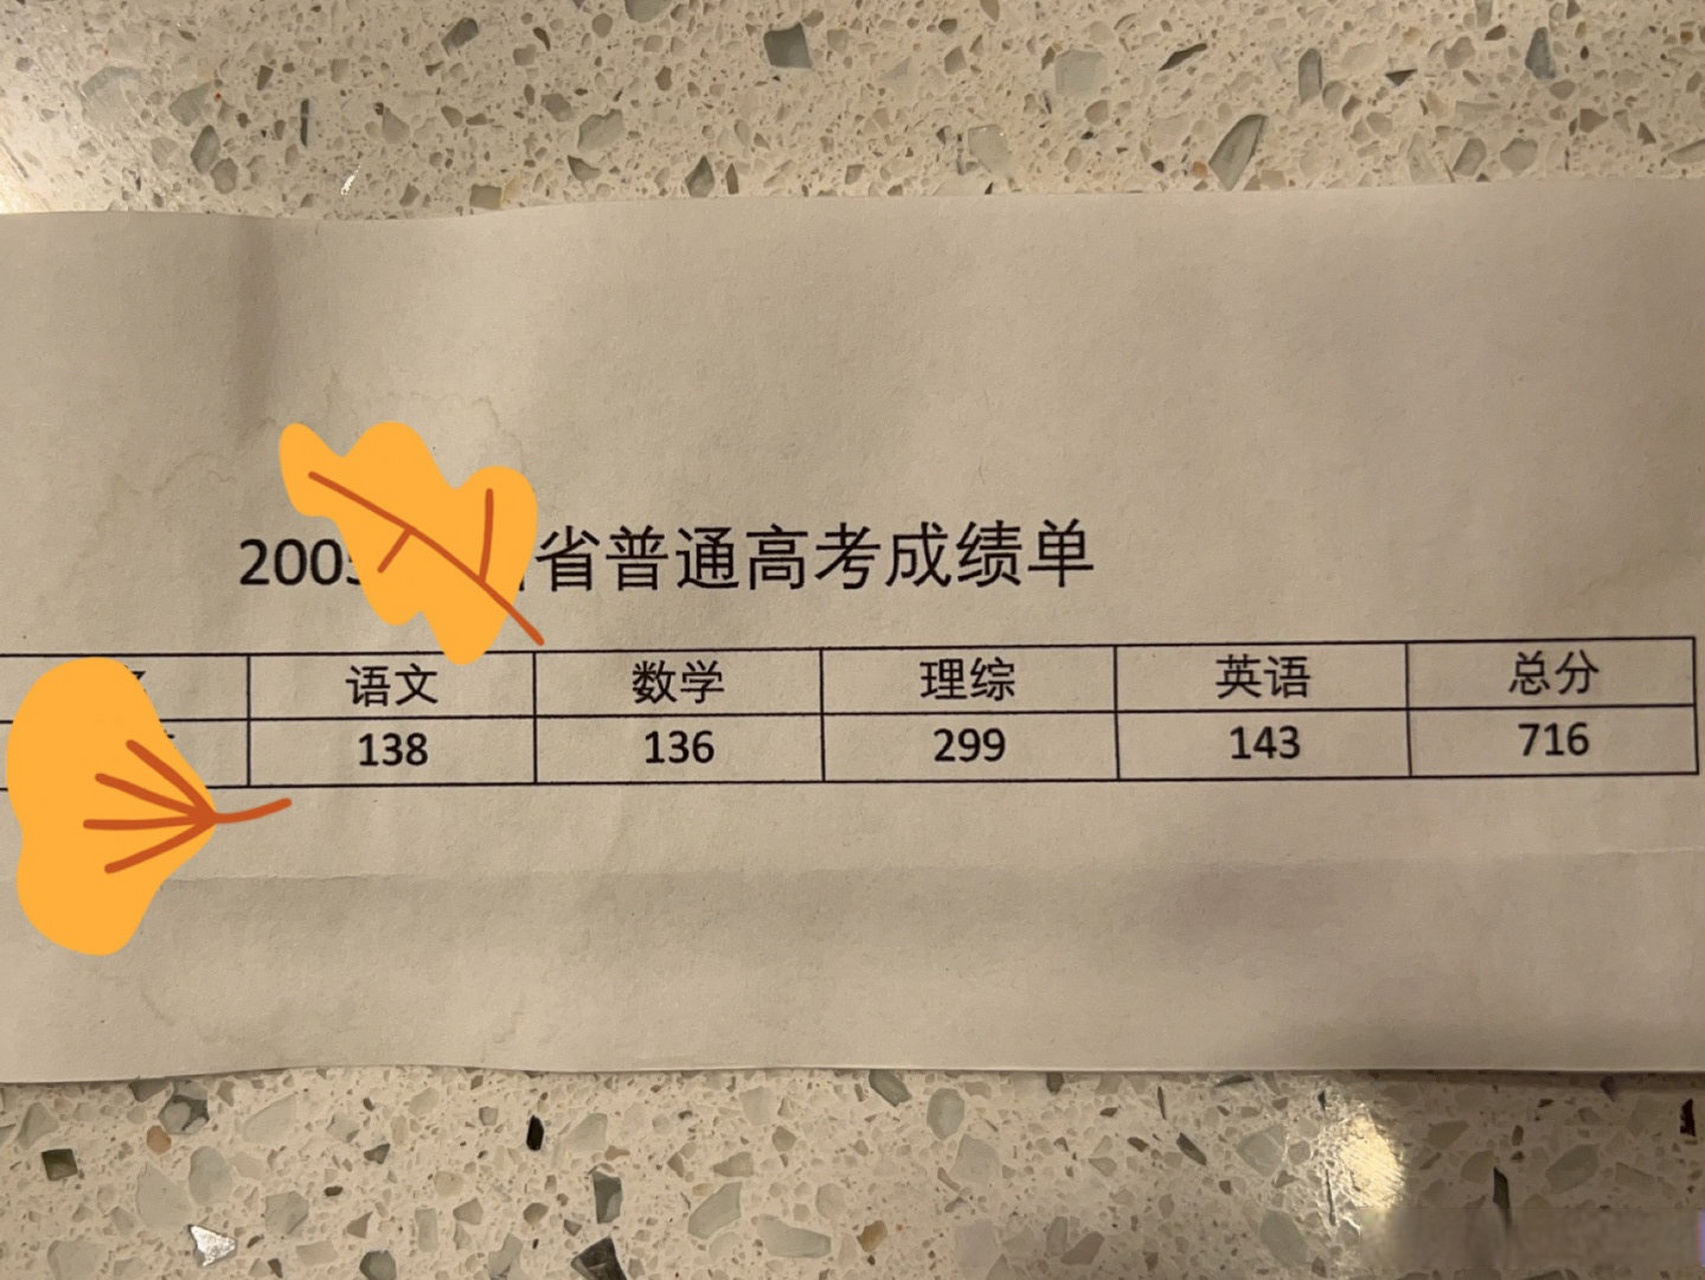 200 省普通高考成绩单
语文 数学 理综 英语 总分
138 136 299 143 716